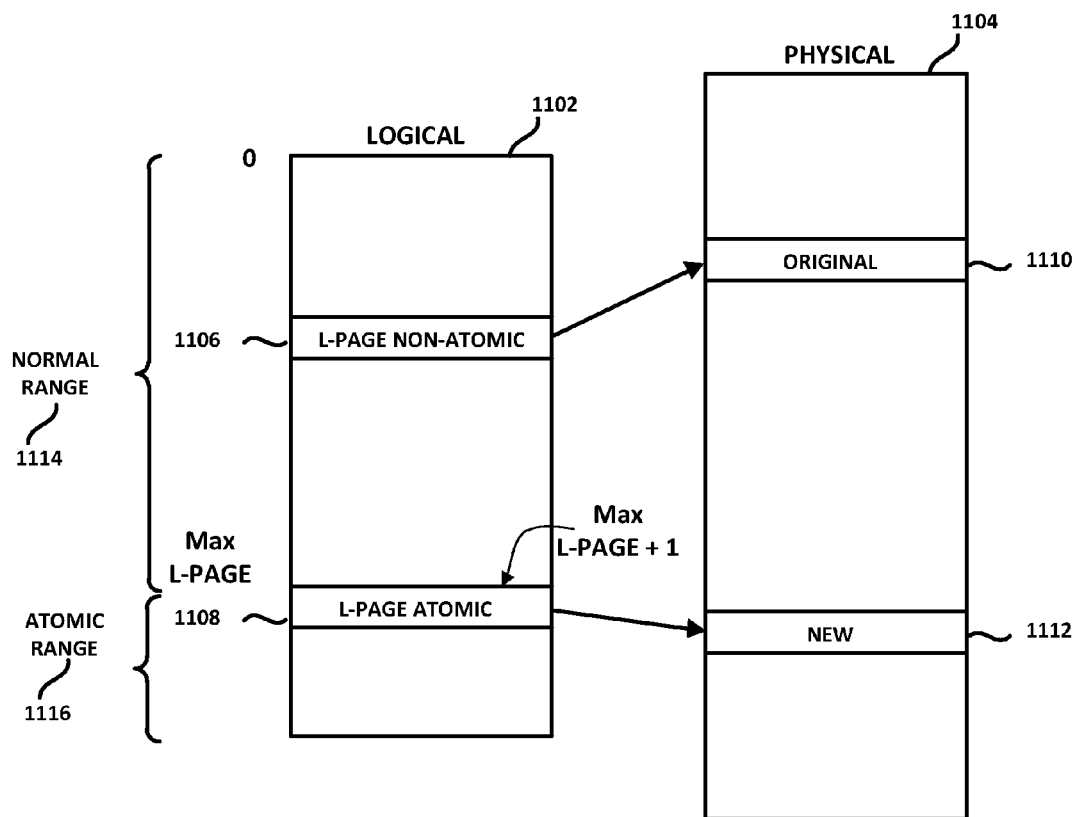 1104
PHYSICAL
1102
LOGICAL
0
ORIGINAL
1110
1106
L-PAGE NON-ATOMIC
NORMAL
RANGE
1114
Max
L-PAGE + 1
Max
L-PAGE
1108
L-PAGE ATOMIC
ATOMIC
RANGE
NEW
1112
1116